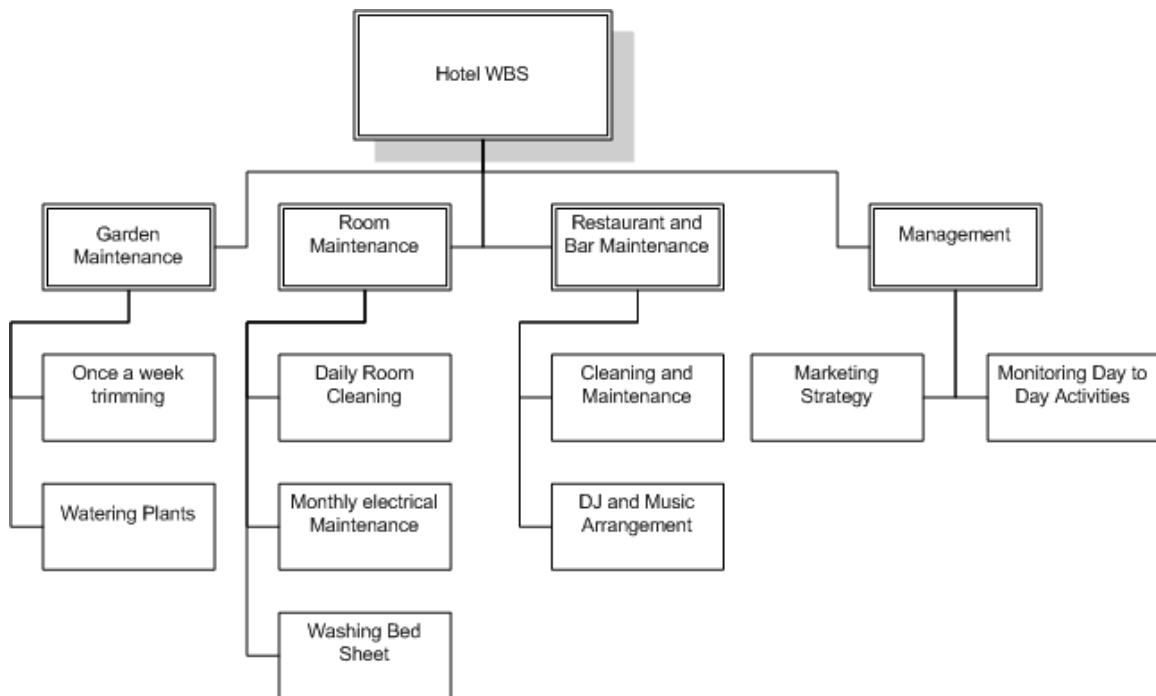 Hotel WBS
Garden
Maintenance
Room
Maintenance
Restaurant and
Bar Maintenance
Management
Once a week
trimming
Daily Room
Cleaning
Cleaning and
Maintenance
Marketing
Strategy
Monitoring Day to
Day Activities
Watering Plants
Monthly electrical
Maintenance
DJ and Music
Arrangement
Washing Bed
Sheet